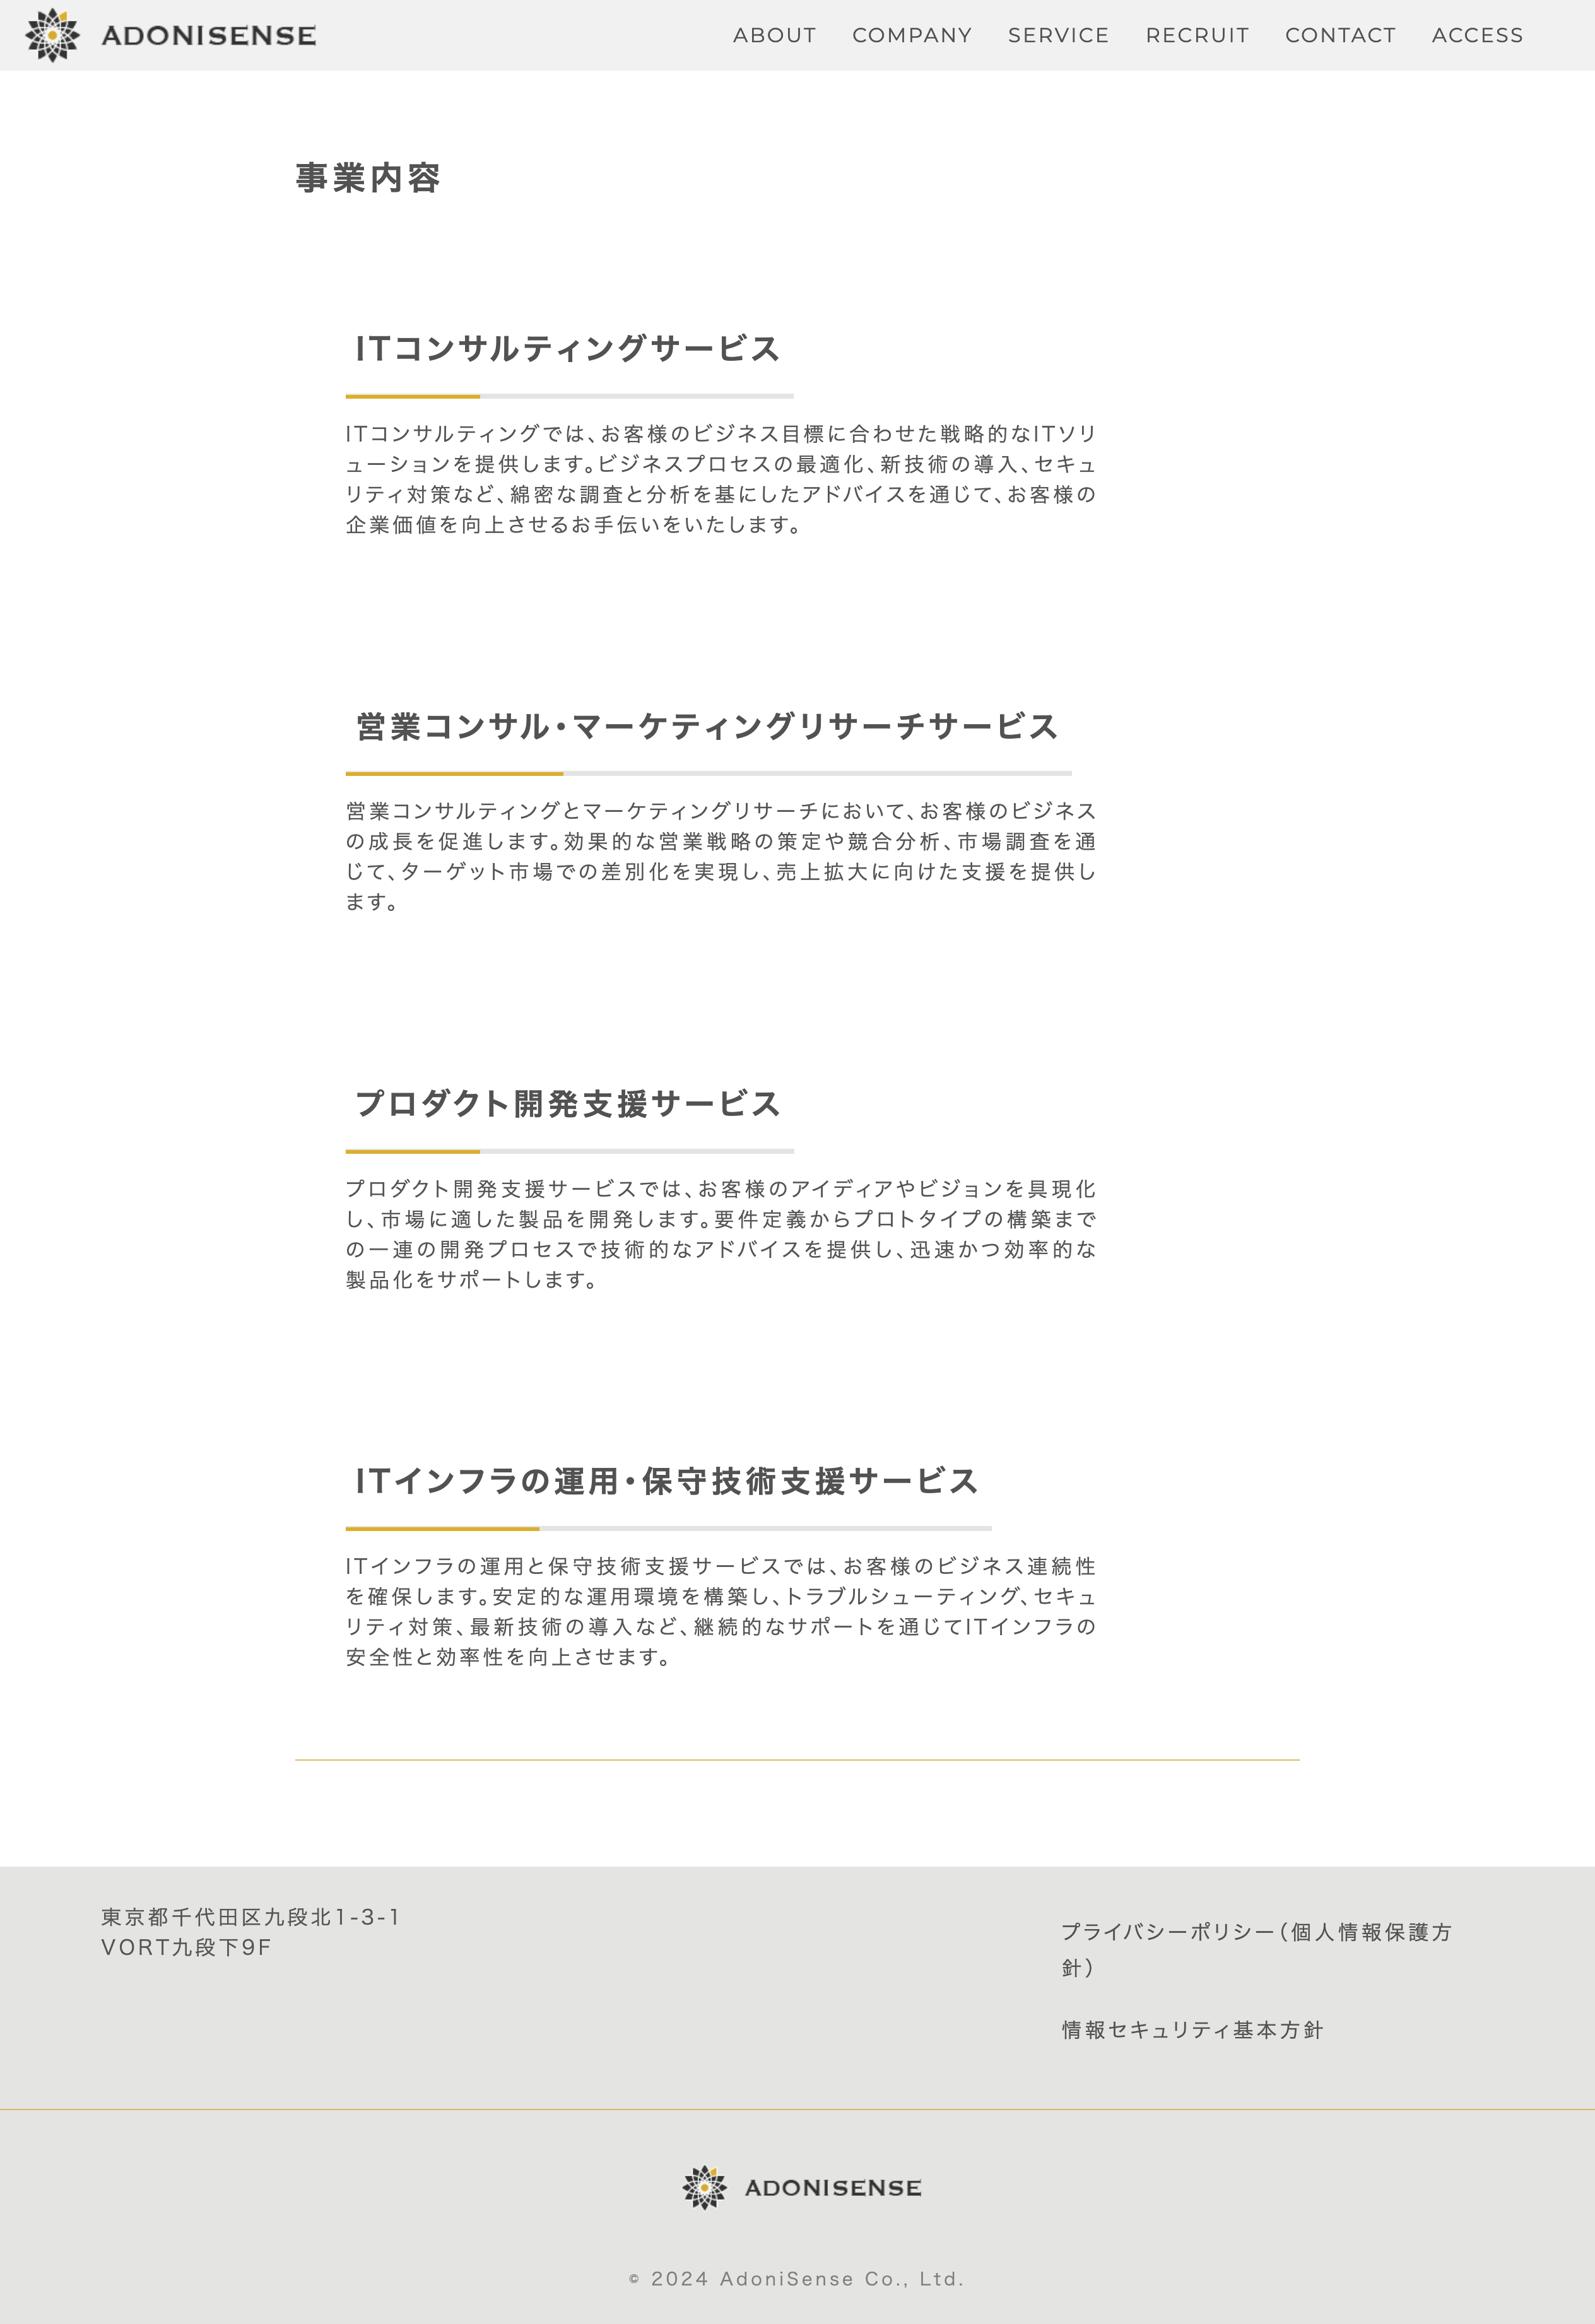 ADONISENSE
ABOUT COMPANY SERVICE RECRUIT CONTACT ACCESS
事業内容
ITコンサルティングサービス
ITコンサルティングでは、お客様のビジネス目標に合わせた戦略的なITソリ
ューションを提供します。ビジネスプロセスの最適化、新技術の導入、セキュ
リティ対策など、綿密な調査と分析を基にしたアドバイスを通じて、お客様の
企業価値を向上させるお手伝いをいたします。
営業コンサル・マーケティングリサーチサービス
営業コンサルティングとマーケティングリサーチにおいて、お客様のビジネス
の成長を促進します。効果的な営業戦略の策定や競合分析、市場調査を通
じて、ターゲット市場での差別化を実現し、売上拡大に向けた支援を提供し
ます。
プロダクト開発支援サービス
プロダクト開発支援サービスでは、お客様のアイディアやビジョンを具現化
し、市場に適した製品を開発します。要件定義からプロトタイプの構築まで
の一連の開発プロセスで技術的なアドバイスを提供し、迅速かつ効率的な
製品化をサポートします。
ITインフラの運用・保守技術支援サービス
ITインフラの運用と保守技術支援サービスでは、お客様のビジネス連続性
を確保します。安定的な運用環境を構築し、トラブルシューティング、セキュ
リティ対策、最新技術の導入など、継続的なサポートを通じてITインフラの
安全性と効率性を向上させます。
東京都千代田区九段北1-3-1
VORT九段下9F
プライバシーポリシー(個人情報保護方
針)
情報セキュリティ基本方針
ADONISENSE
© 2024 AdoniSense Co., Ltd.